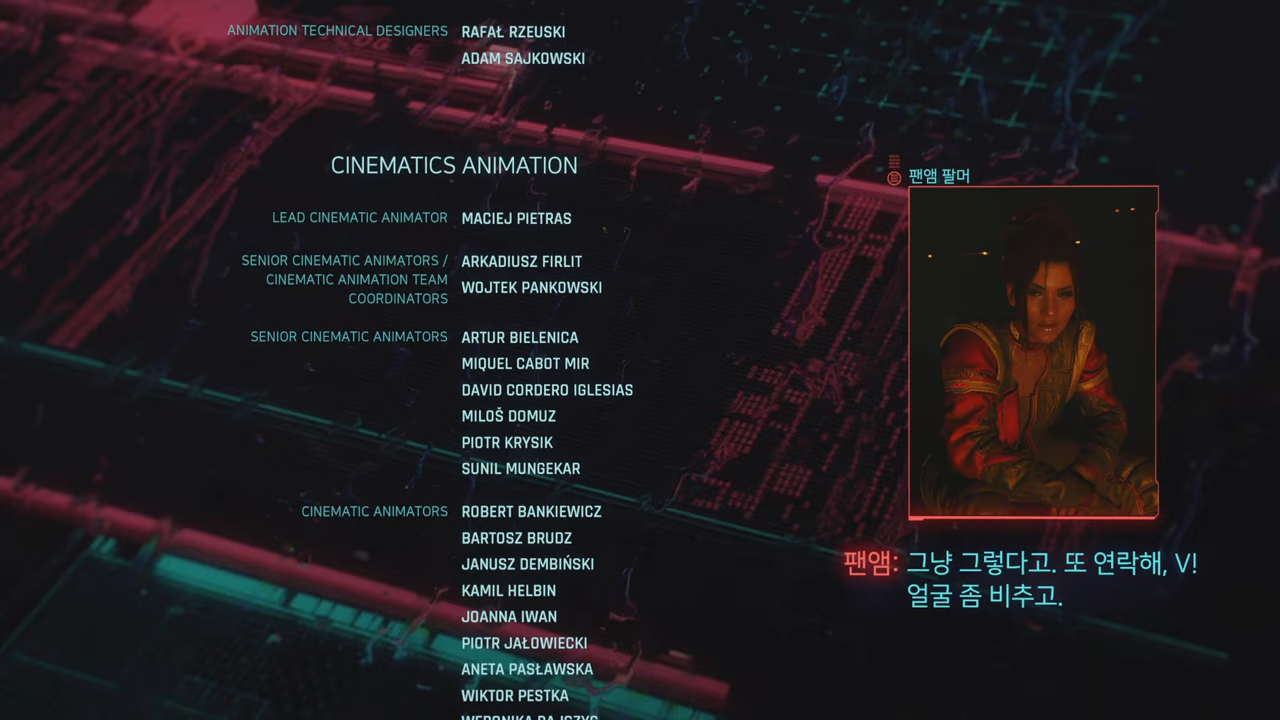 ANIMATION TECHNICAL DESIGNERS RAFAŁ RZEUSKI
ADAM SAJKOWSKI
CINEMATICS ANIMATION
LEAD CINEMATIC ANIMATOR MACIEJ PIETRAS
SENIOR CINEMATIC ANIMATORS / ARKADIUSZ FIRLIT
CINEMATIC ANIMATION TEAM WOJTEK PANKOWSKI
COORDINATORS
SENIOR CINEMATIC ANIMATORS ARTUR BIELENICA
MIQUEL CABOT MIR
DAVID CORDERO IGLESIAS
MILOŠ DOMUZ
PIOTR KRYSIK
SUNIL MUNGEKAR
CINEMATIC ANIMATORS ROBERT BANKIEWICZ
BARTOSZ BRUDZ
JANUSZ DEMBIŃSKI
KAMIL HELBIN
JOANNA IWAN
PIOTR JAŁOWIECKI
ANETA PASŁAWSKA
WIKTOR PESTKA
팬앰 팔머
팬앰: 그냥 그렇다고. 또 연락해, V!
얼굴 좀 비추고.